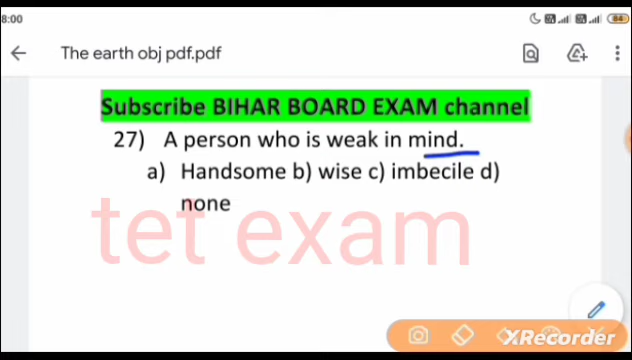 8:00
84
The earth obj pdf.pdf
Subscribe BIHAR BOARD EXAM channel
27) A person who is weak in mind.
a) Handsome b) wise c) imbecile d)
none
tet exam
XRecorder